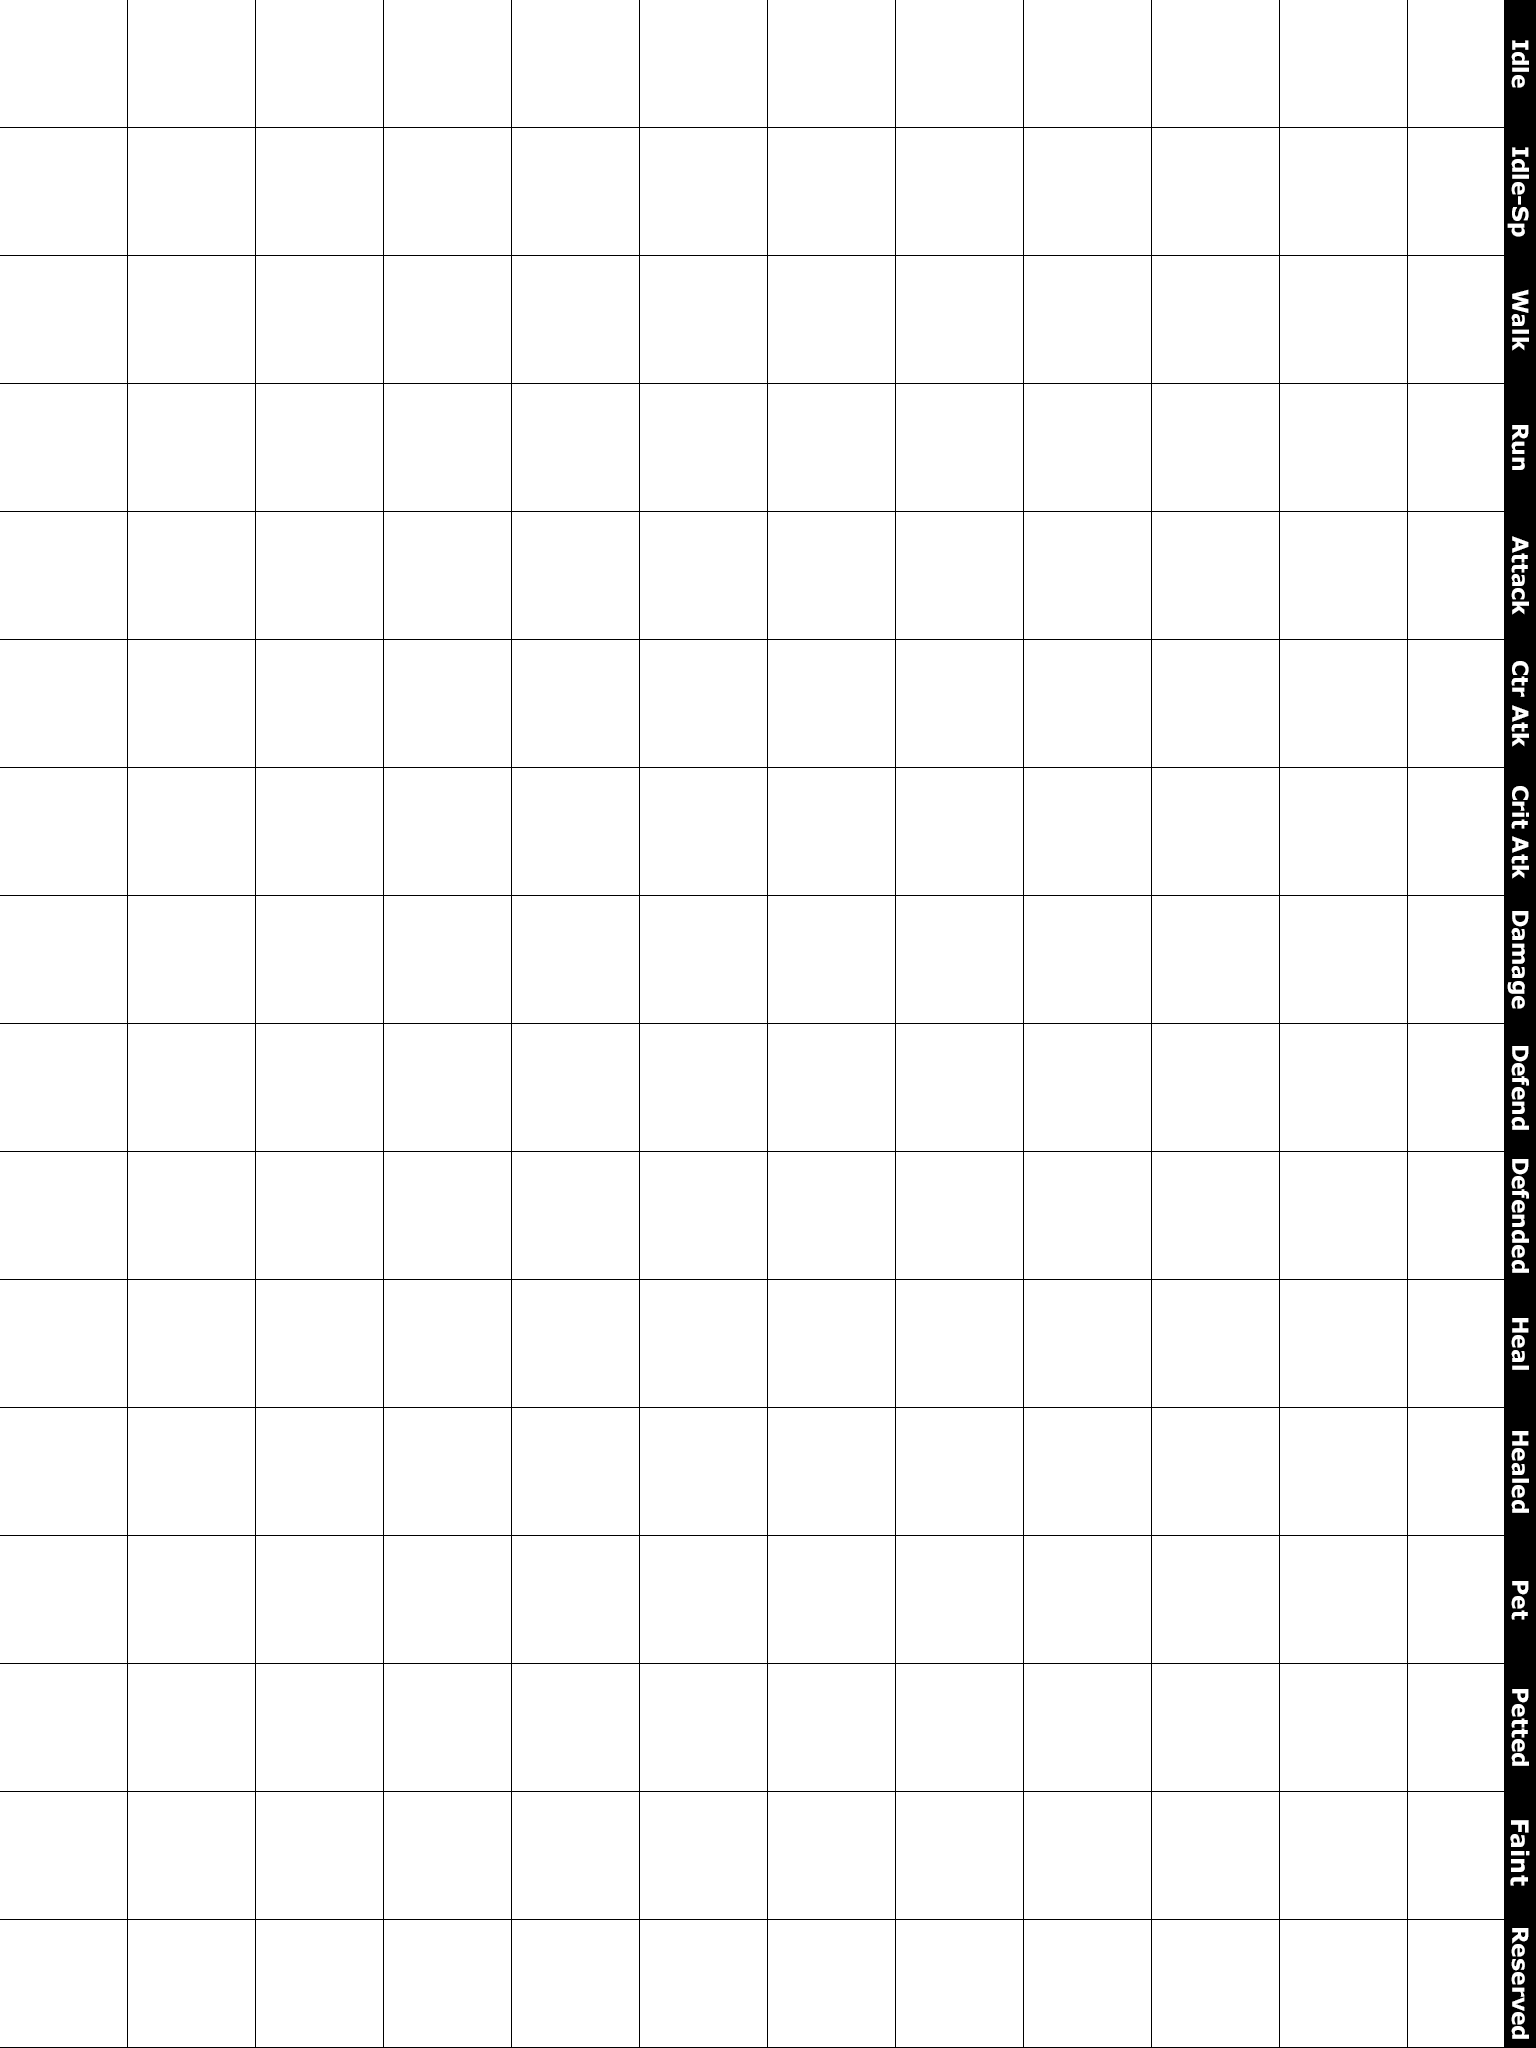 Idle
Idle-Sp
Walk
Run
Attack
Ctr Atk
Crit Atk
Damage
Defend
Defended
Heal
Healed
Pet
Petted
Faint
Reserved